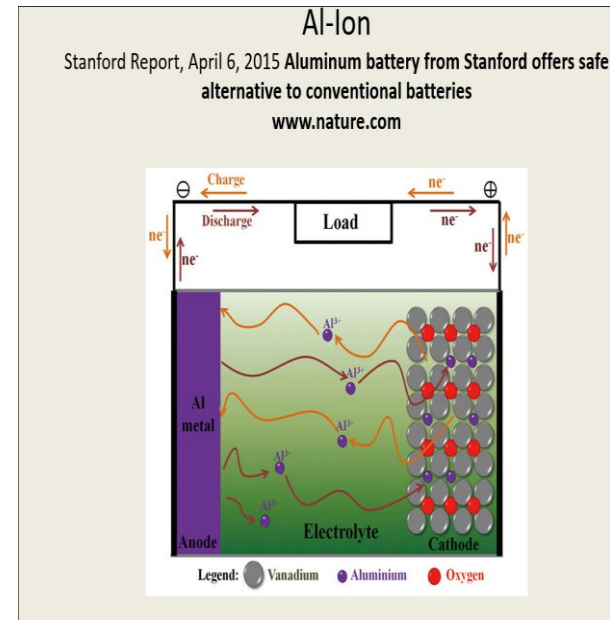 Al-Ion
Stanford Report, April 6, 2015 Aluminum battery from Stanford offers safe
alternative to conventional batteries
www.nature.com
⊖ Charge ne⁻ ⊕
Discharge Load ne⁻
ne⁻ ne⁻ ne⁻ ne⁻
Al³⁺
Al³⁺
Al
metal
Al³⁺
Al³⁺
Al³⁺
Anode Electrolyte Cathode
Legend: Vanadium Aluminium Oxygen